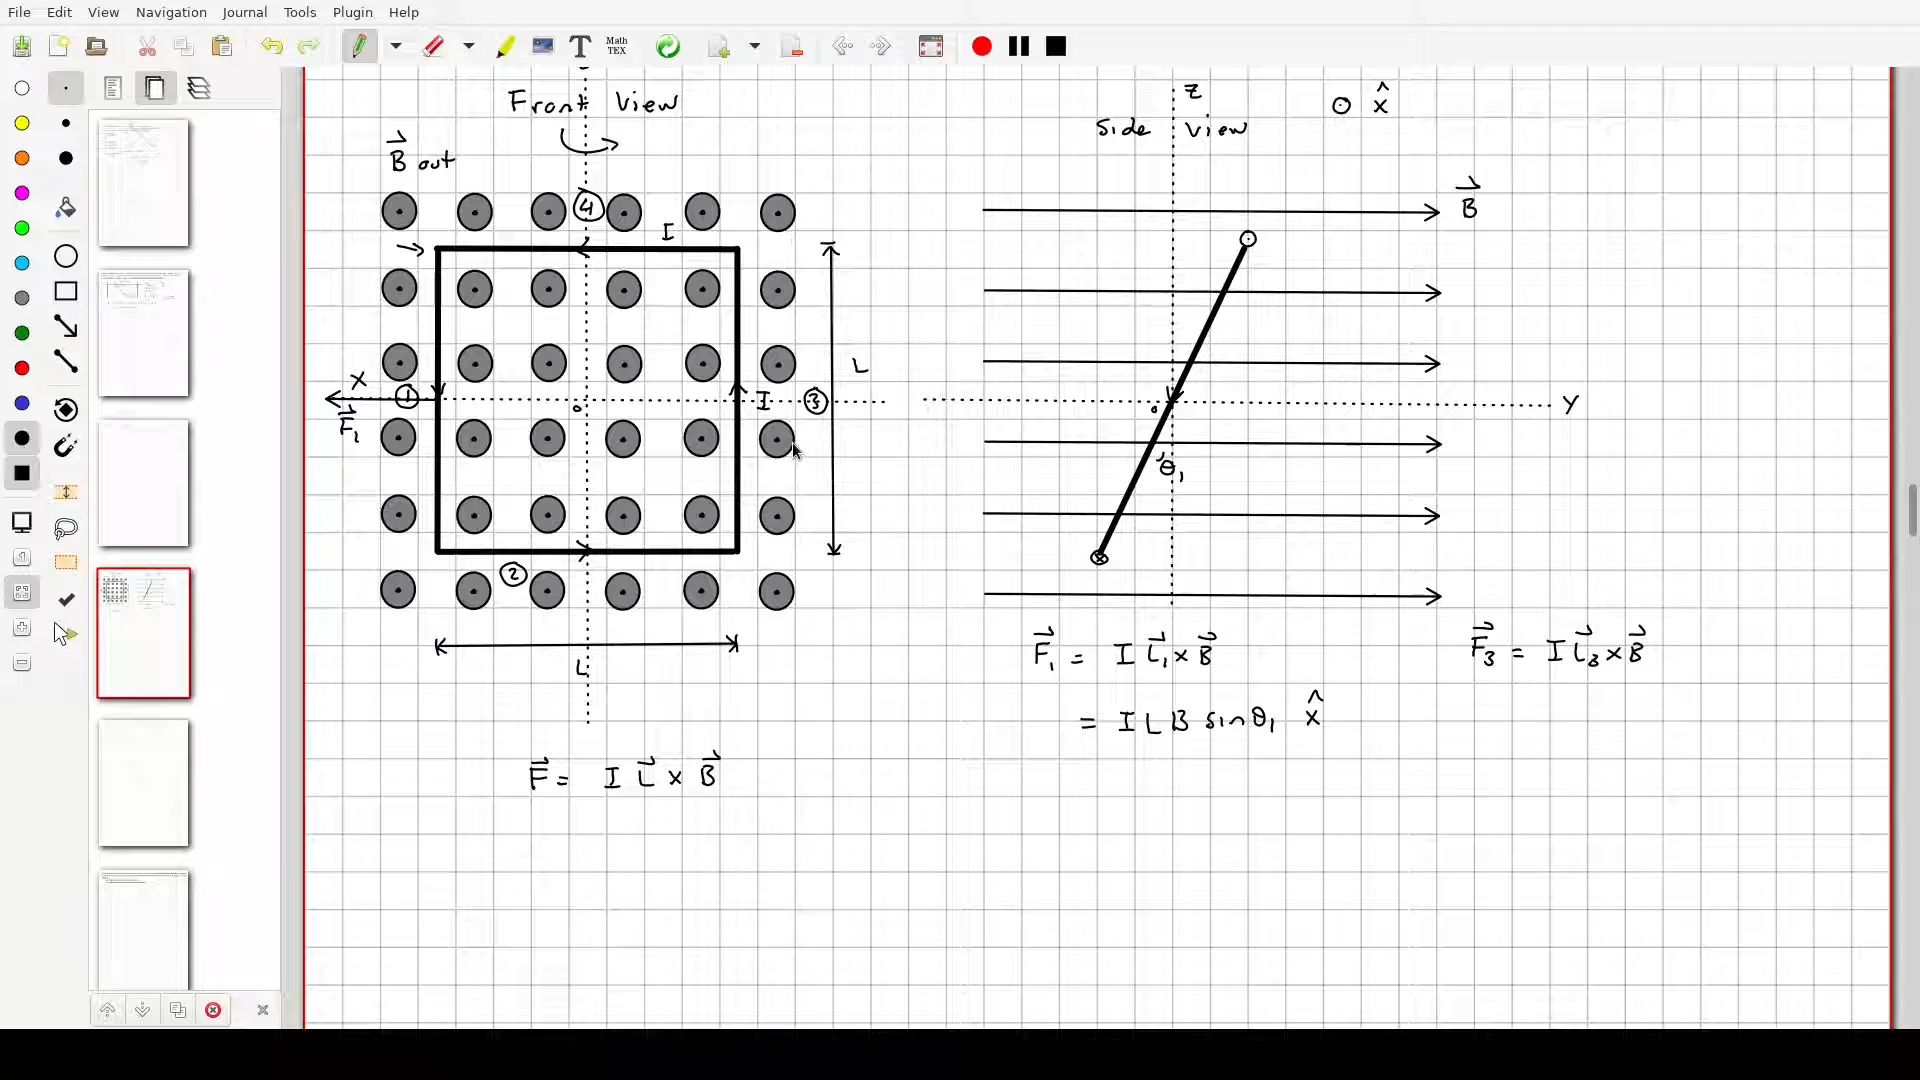 File Edit View Navigation Journal Tools Plugin Help
Math
TEX
Front View
B out
4
I
X
1
F₁
o
I
3
L
2
L
F = I L x B
z
side view
x̂
B
Y
o
θ₁
F₁ = I L₁ x B
= I L B sin θ₁ x̂
F₃ = I L₃ x B